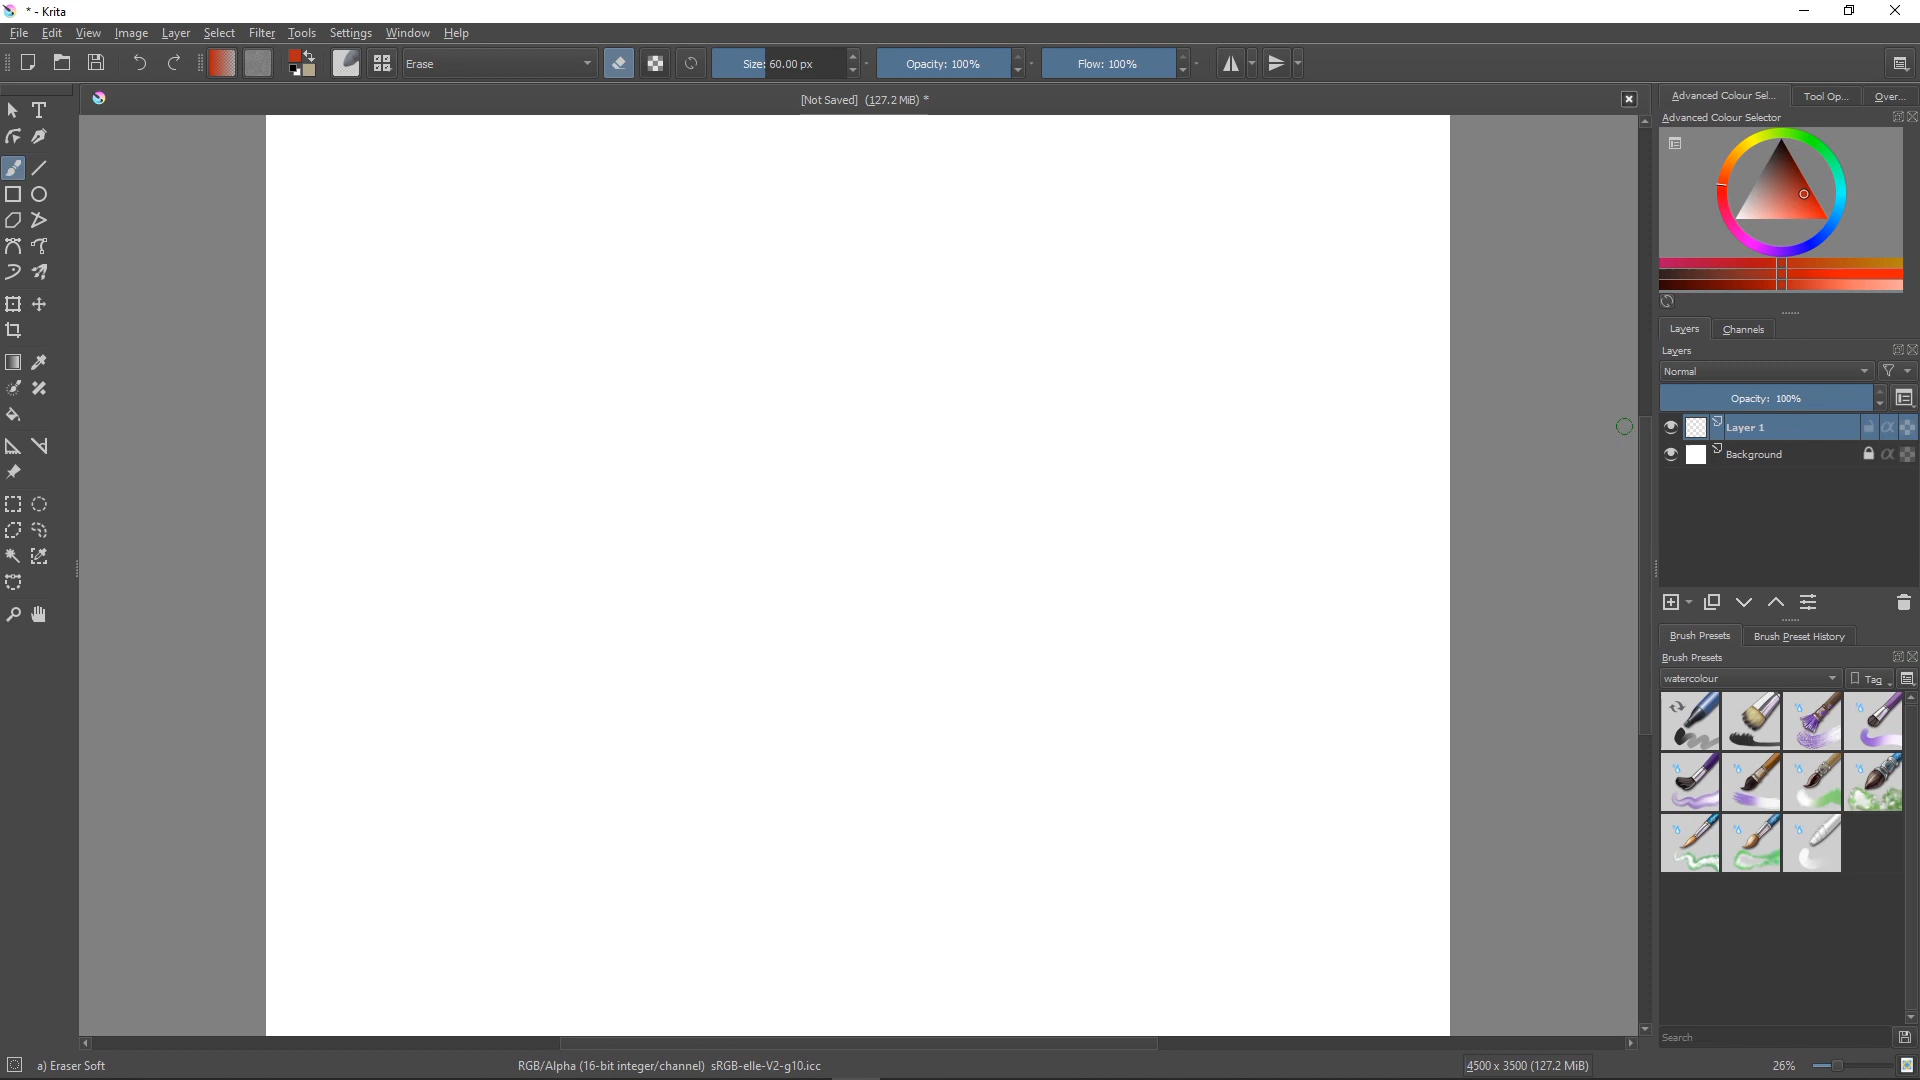 * - Krita
File Edit View Image Layer Select Filter Tools Settings Window Help
Erase Size: 60.00 px Opacity: 100% Flow: 100%
[Not Saved] (127.2 MiB) *
Advanced Colour Sel... Tool Op... Over...
Advanced Colour Selector
Layers Channels
Layers
Normal
Opacity: 100%
Layer 1
Background
Brush Presets Brush Preset History
Brush Presets
watercolour Tag
Search
a) Eraser Soft RGB/Alpha (16-bit integer/channel) sRGB-elle-V2-g10.icc 4500 x 3500 (127.2 MiB) 26%